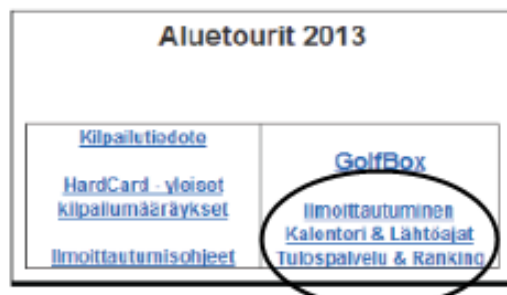 Aluetourit 2013
Kilpailutiedote
HardCard - yleiset
kilpailumääräykset
Ilmoittautumisohjeet
GolfBox
Ilmoittautuminen
Kalenteri & Lähtöajat
Tulospalvelu & Ranking